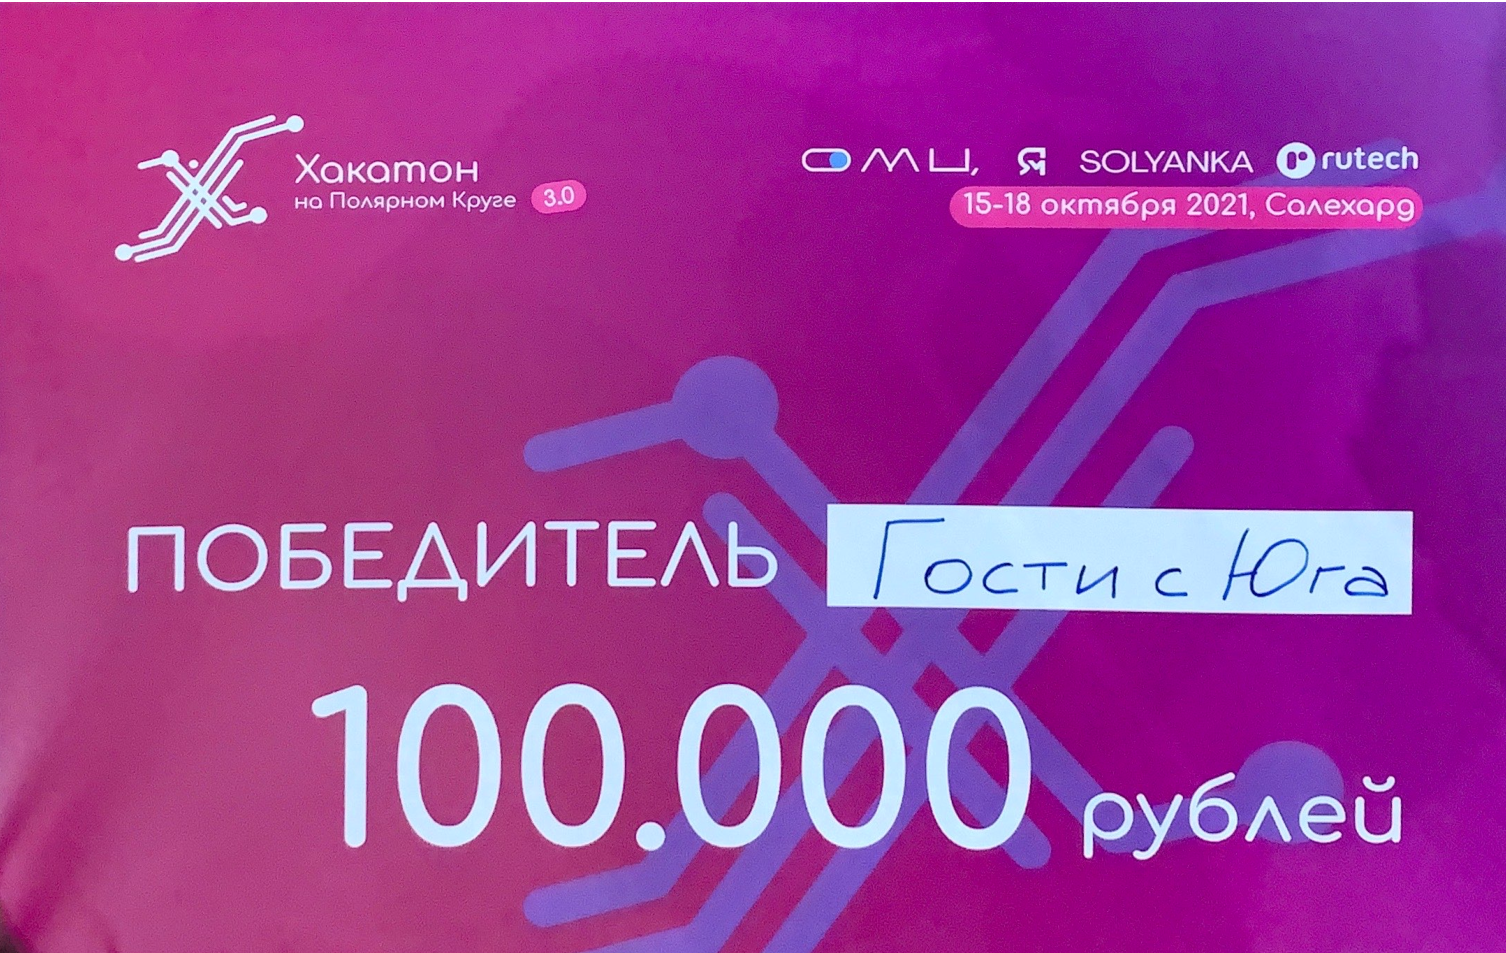 Хакатон
на Полярном Круге 3.0
ОМЦ, SOLYANKA rutech
15-18 октября 2021, Салехард
ПОБЕДИТЕЛЬ Гости с Юга
100.000 рублей